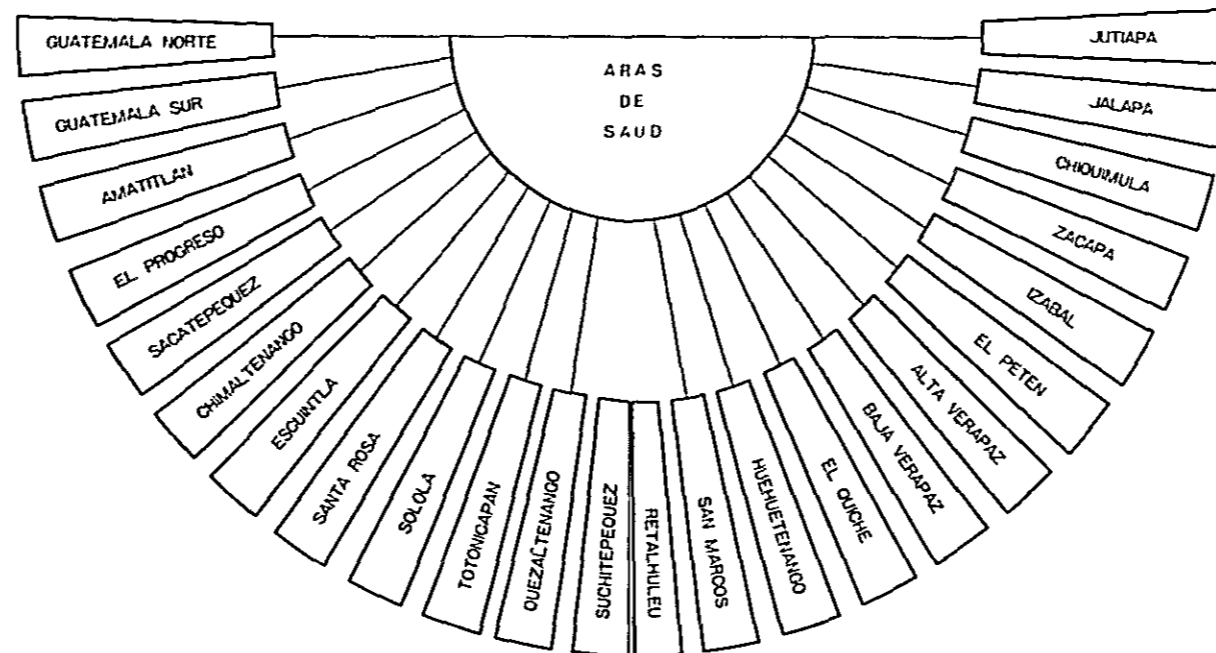 ARAS
DE
SAUD
GUATEMALA NORTE
GUATEMALA SUR
AMATITLAN
EL PROGRESO
SACATEPEQUEZ
CHIMALTENANGO
ESCUINTLA
SANTA ROSA
SOLOLA
TOTONICAPAN
QUEZALTENANGO
SUCHITEPEQUEZ
RETALHULEU
SAN MARCOS
HUEHUETENANGO
EL QUICHE
BAJA VERAPAZ
ALTA VERAPAZ
EL PETEN
IZABAL
ZACAPA
CHIQUIMULA
JALAPA
JUTIAPA